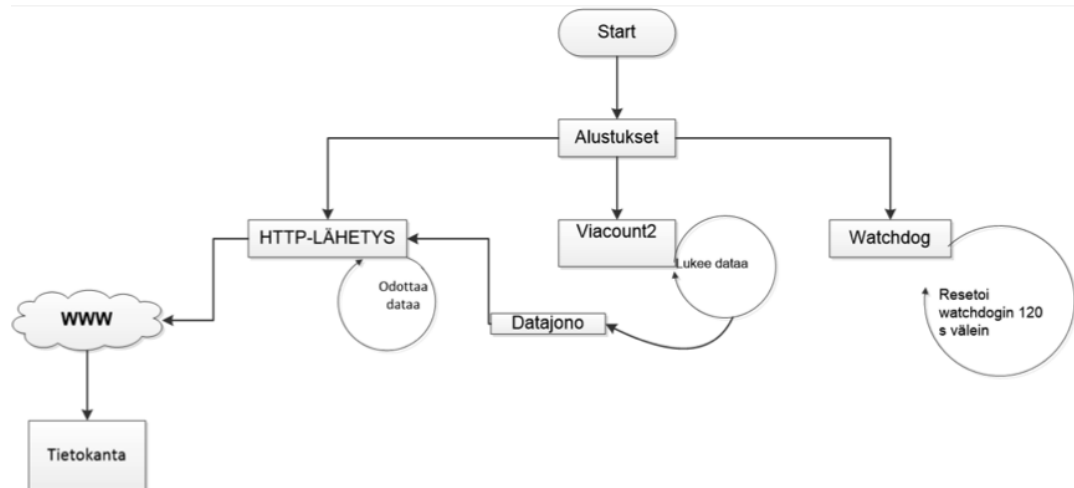 Start
Alustukset
HTTP-LÄHETYS
Viacount2
Watchdog
Lukee dataa
Odottaa
dataa
Resetoi
watchdogin 120
s välein
WWW
Datajono
Tietokanta